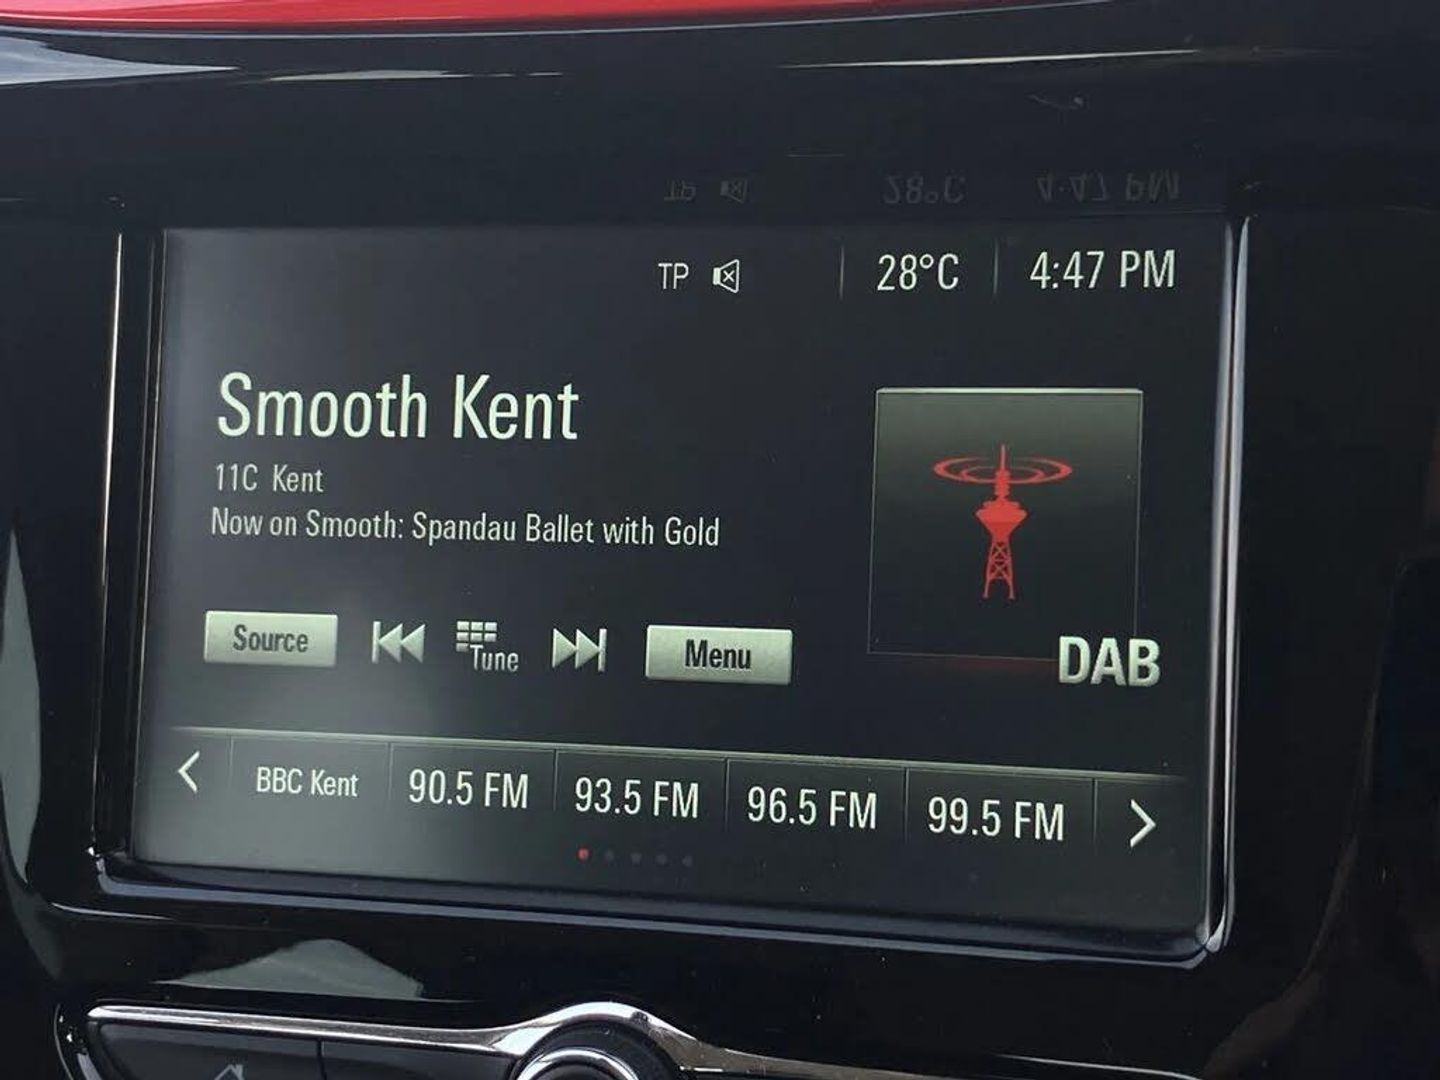 TP 28°C 4:47 PM
Smooth Kent
11C Kent
Now on Smooth: Spandau Ballet with Gold
Source Tune Menu
DAB
BBC Kent 90.5 FM 93.5 FM 96.5 FM 99.5 FM